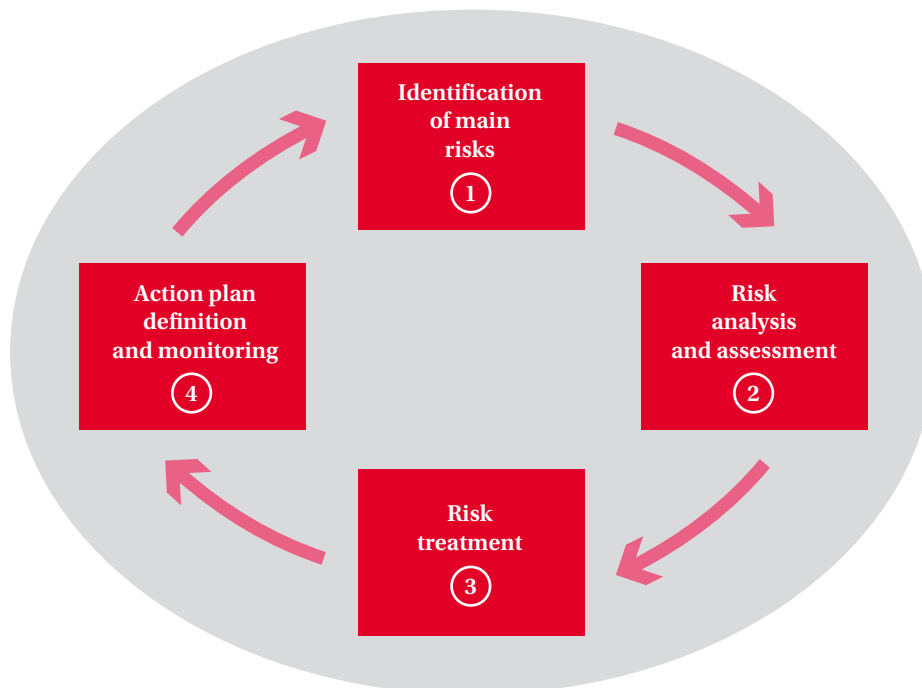 Identification
of main
risks
1
Risk
analysis
and assessment
2
Risk
treatment
3
Action plan
definition
and monitoring
4